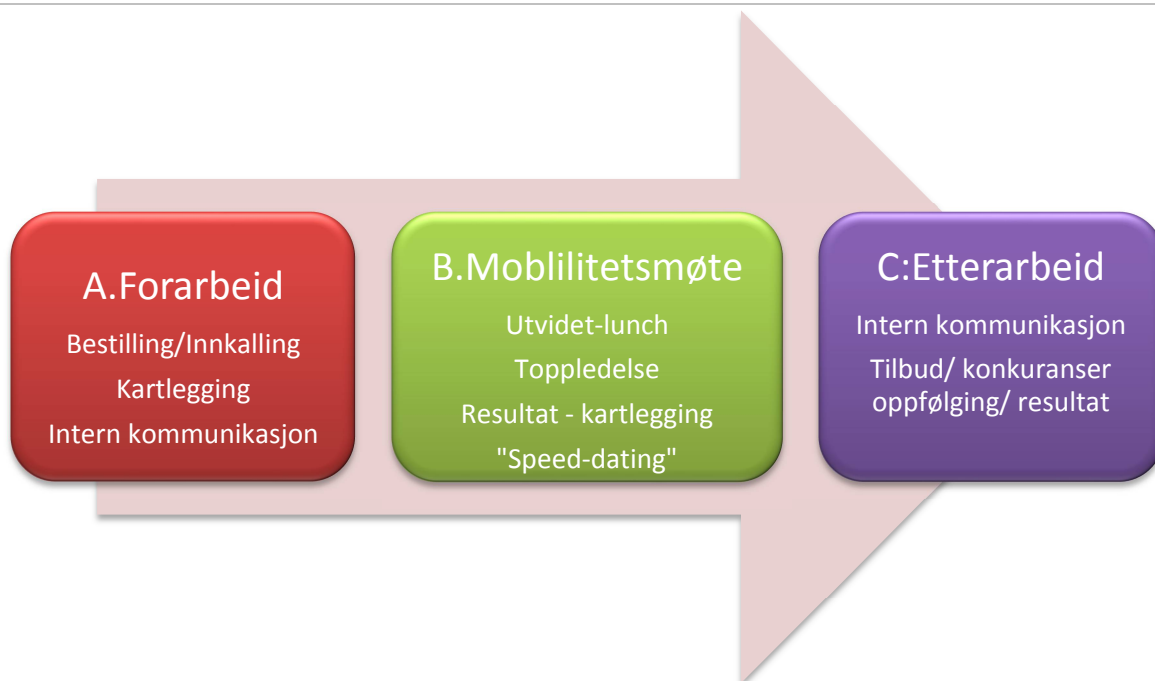 A.Forarbeid
Bestilling/Innkalling
Kartlegging
Intern kommunikasjon
B.Moblilitetsmøte
Utvidet-lunch
Toppledelse
Resultat - kartlegging
"Speed-dating"
C:Etterarbeid
Intern kommunikasjon
Tilbud/ konkuranser
oppfølging/ resultat